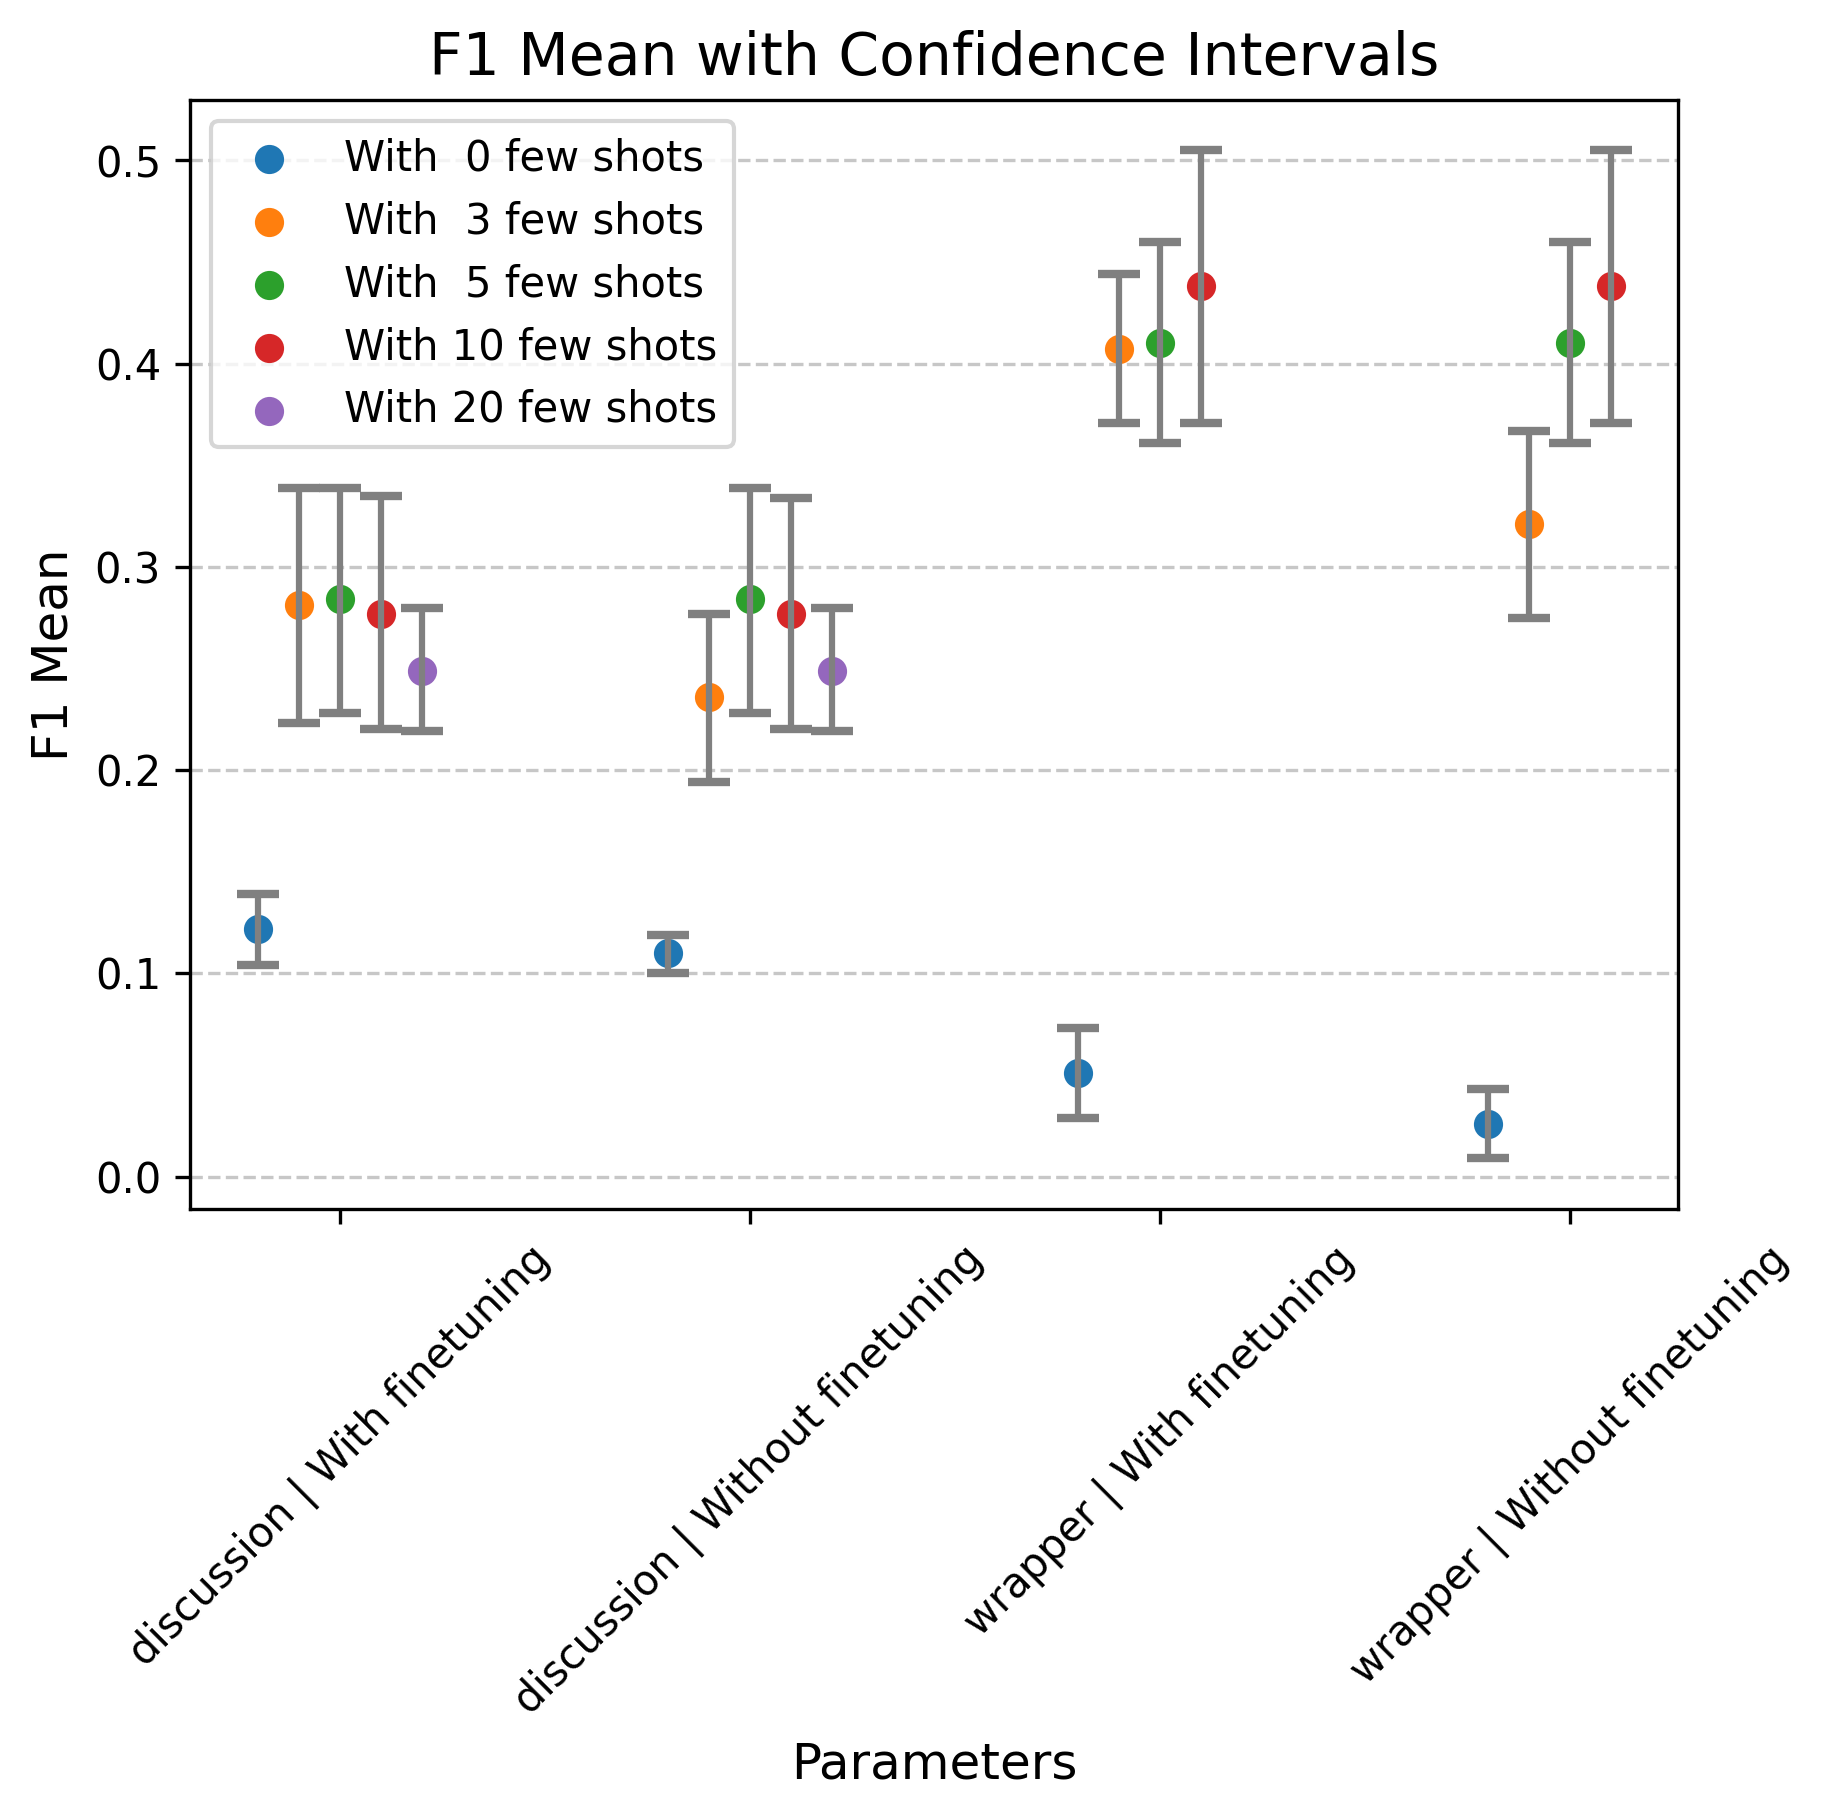 F1 Mean with Confidence Intervals
With  0 few shots
With  3 few shots
With  5 few shots
With 10 few shots
With 20 few shots
0.5
0.4
0.3
0.2
0.1
0.0
F1 Mean
discussion | With finetuning
discussion | Without finetuning
wrapper | With finetuning
wrapper | Without finetuning
Parameters